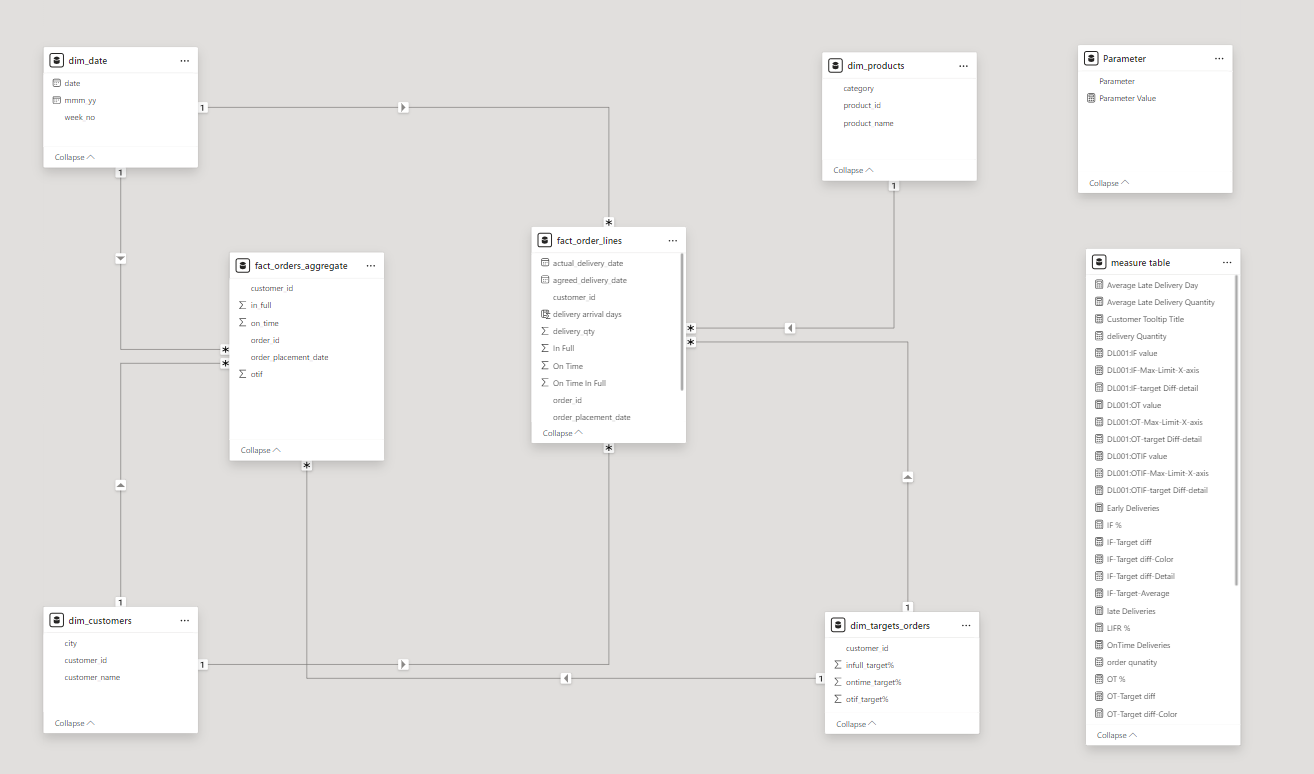 dim_date
date
mmm_yy
week_no
Collapse
1
1
dim_products
category
product_id
product_name
Collapse
1
Parameter
Parameter
Parameter Value
Collapse
fact_orders_aggregate
customer_id
in_full
on_time
order_id
order_placement_date
otif
Collapse
*
*
*
fact_order_lines
actual_delivery_date
agreed_delivery_date
customer_id
delivery arrival days
delivery_qty
In Full
On Time
On Time In Full
order_id
order_placement_date
Collapse
*
*
*
*
measure table
Average Late Delivery Day
Average Late Delivery Quantity
Customer Tooltip Title
delivery Quantity
DL001:IF value
DL001:IF-Max-Limit-X-axis
DL001:IF-target Diff-detail
DL001:OT value
DL001:OT-Max-Limit-X-axis
DL001:OT-target Diff-detail
DL001:OTIF value
DL001:OTIF-Max-Limit-X-axis
DL001:OTIF-target Diff-detail
Early Deliveries
IF %
IF-Target diff
IF-Target diff-Color
IF-Target diff-Detail
IF-Target-Average
late Deliveries
LIFR %
OnTime Deliveries
order qunatity
OT %
OT-Target diff
OT-Target diff-Color
Collapse
dim_customers
city
customer_id
customer_name
Collapse
1
1
dim_targets_orders
customer_id
infull_target%
ontime_target%
otif_target%
Collapse
1
1